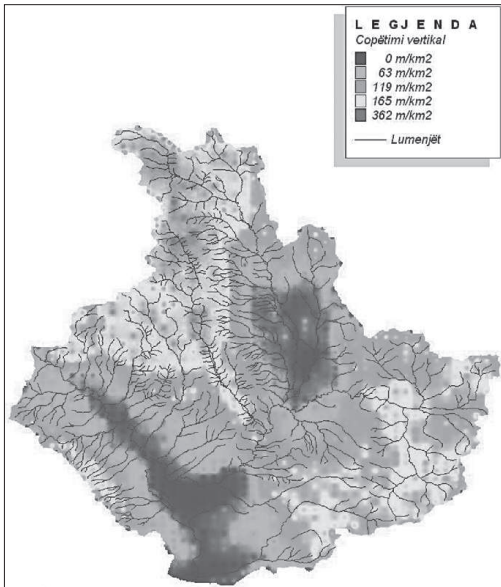 L E G J E N D A
Copëtimi vertikal
0 m/km2
63 m/km2
119 m/km2
165 m/km2
362 m/km2
Lumenjët